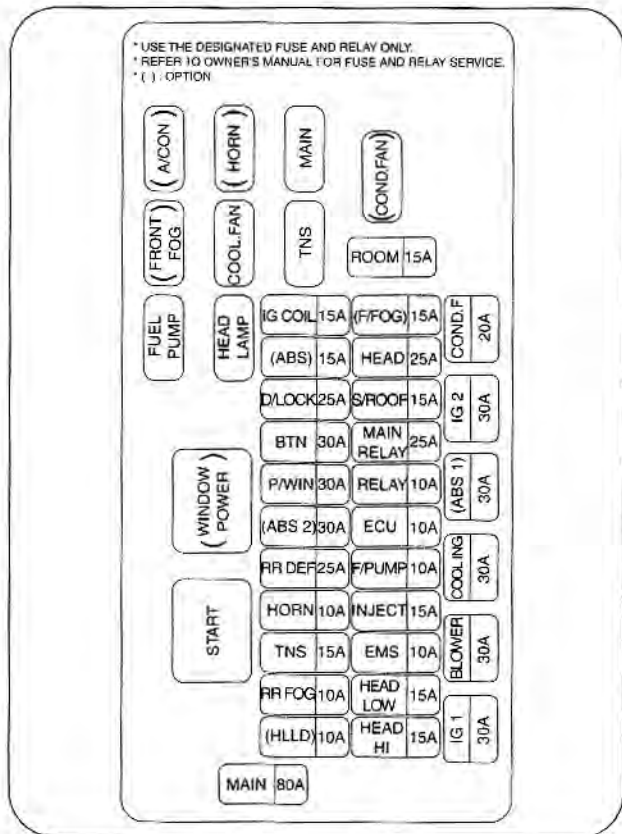 * USE THE DESIGNATED FUSE AND RELAY ONLY.
* REFER TO OWNER'S MANUAL FOR FUSE AND RELAY SERVICE.
* ( ) : OPTION
(A/CON)
(HORN)
MAIN
(COND.FAN)
(FRONT FOG)
COOL.FAN
TNS
ROOM 15A
FUEL PUMP
HEAD LAMP
IG COIL 15A
(F/FOG) 15A
COND.F 20A
(ABS) 15A
HEAD 25A
D/LOCK 25A
S/ROOF 15A
IG 2 30A
BTN 30A
MAIN RELAY 25A
(WINDOW POWER)
P/WIN 30A
RELAY 10A
(ABS 1) 30A
(ABS 2) 30A
ECU 10A
RR DEF 25A
F/PUMP 10A
COOLING 30A
START
HORN 10A
INJECT 15A
TNS 15A
EMS 10A
BLOWER 30A
RR FOG 10A
HEAD LOW 15A
(HLLD) 10A
HEAD HI 15A
IG 1 30A
MAIN 80A